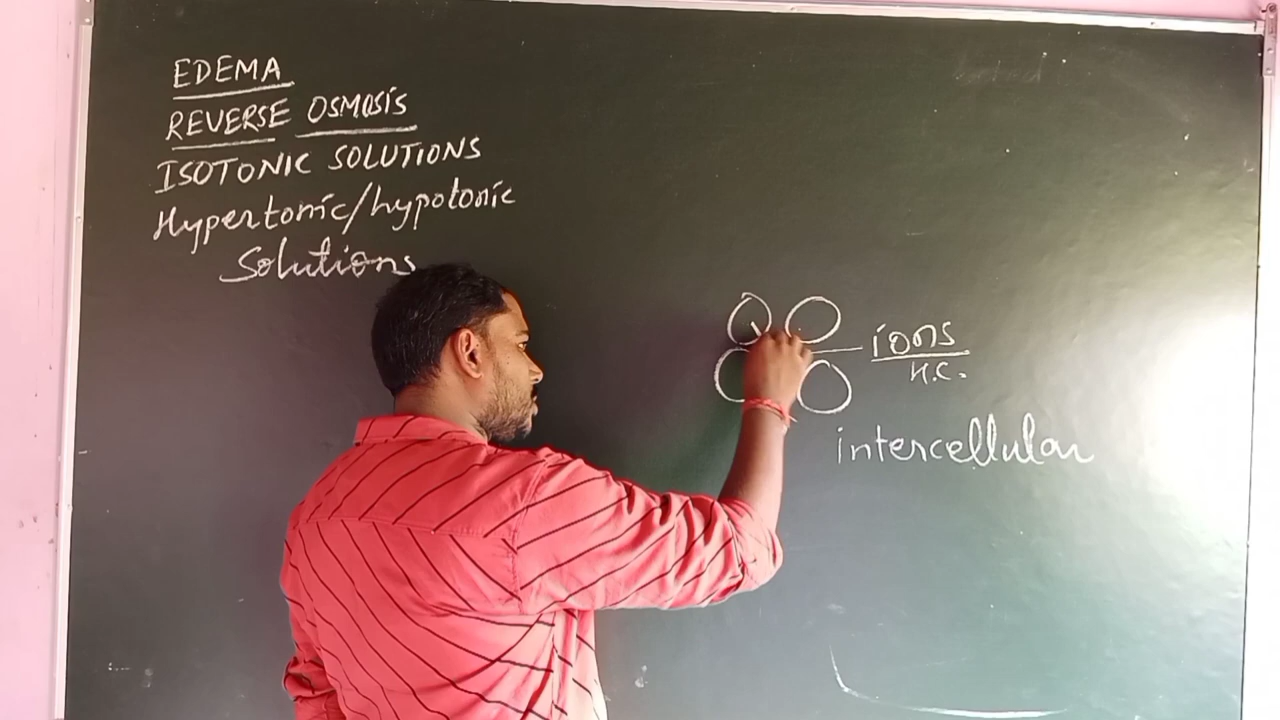 EDEMA
REVERSE OSMOSIS
ISOTONIC SOLUTIONS
Hypertonic/hypotonic
Solutions
ions
H.C.
intercellular